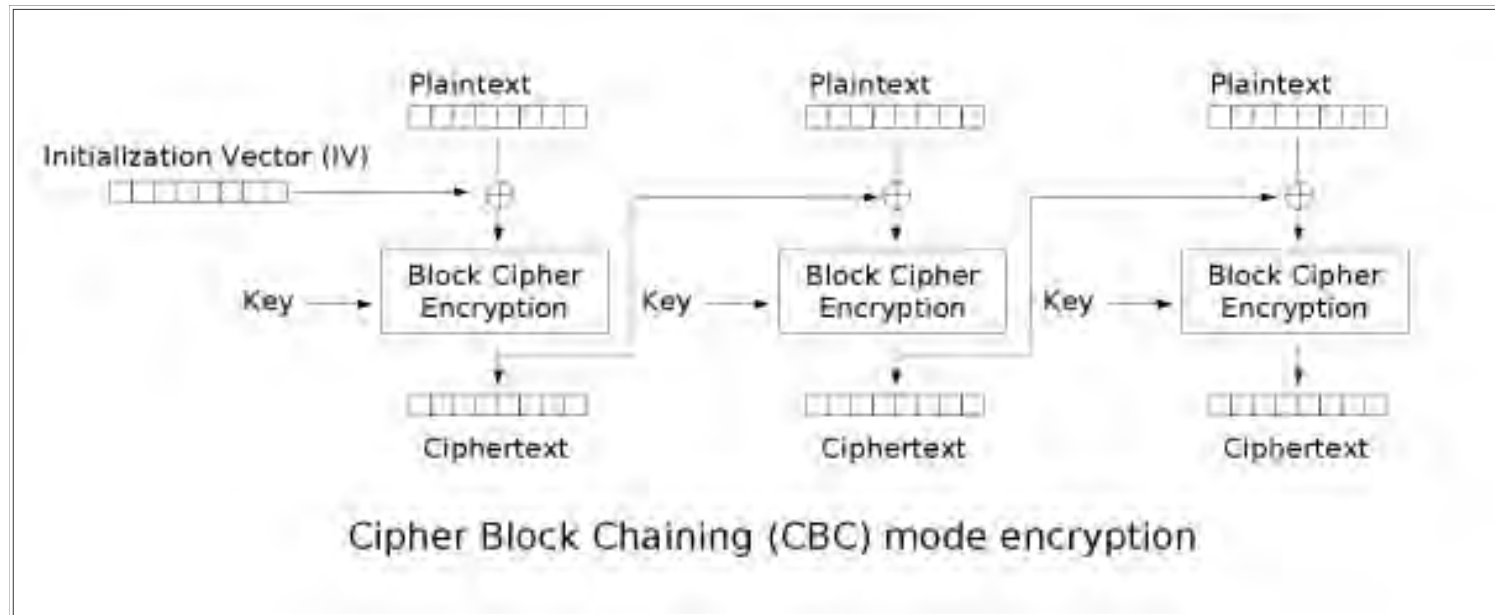 Plaintext
Plaintext
Plaintext
Initialization Vector (IV)
Block Cipher
Encryption
Block Cipher
Encryption
Block Cipher
Encryption
Key
Key
Key
Ciphertext
Ciphertext
Ciphertext
Cipher Block Chaining (CBC) mode encryption